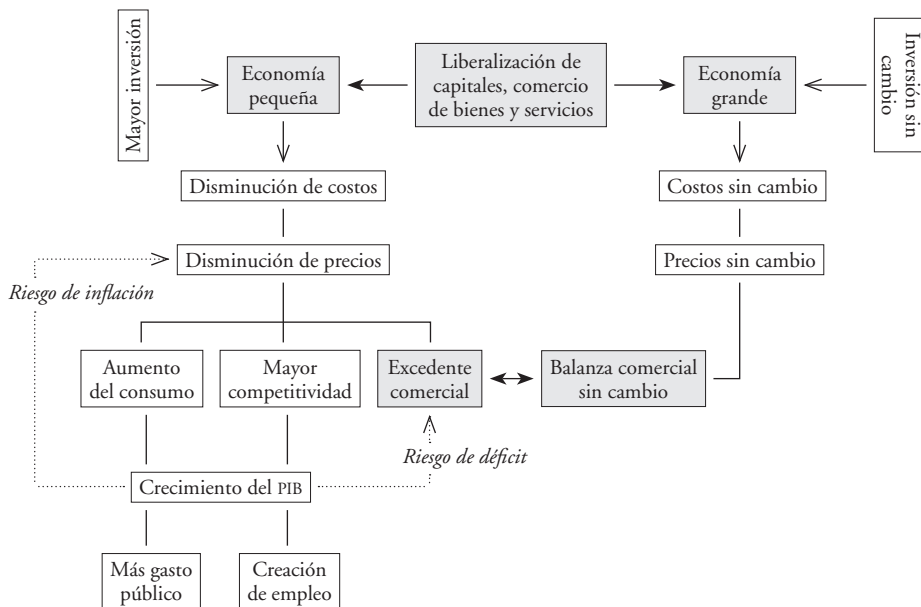 Mayor inversión
Economía
pequeña
Liberalización de
capitales, comercio
de bienes y servicios
Economía
grande
Inversión sin
cambio
Disminución de costos
Costos sin cambio
Disminución de precios
Precios sin cambio
Riesgo de inflación
Aumento
del consumo
Mayor
competitividad
Excedente
comercial
Balanza comercial
sin cambio
Riesgo de déficit
Crecimiento del PIB
Más gasto
público
Creación
de empleo